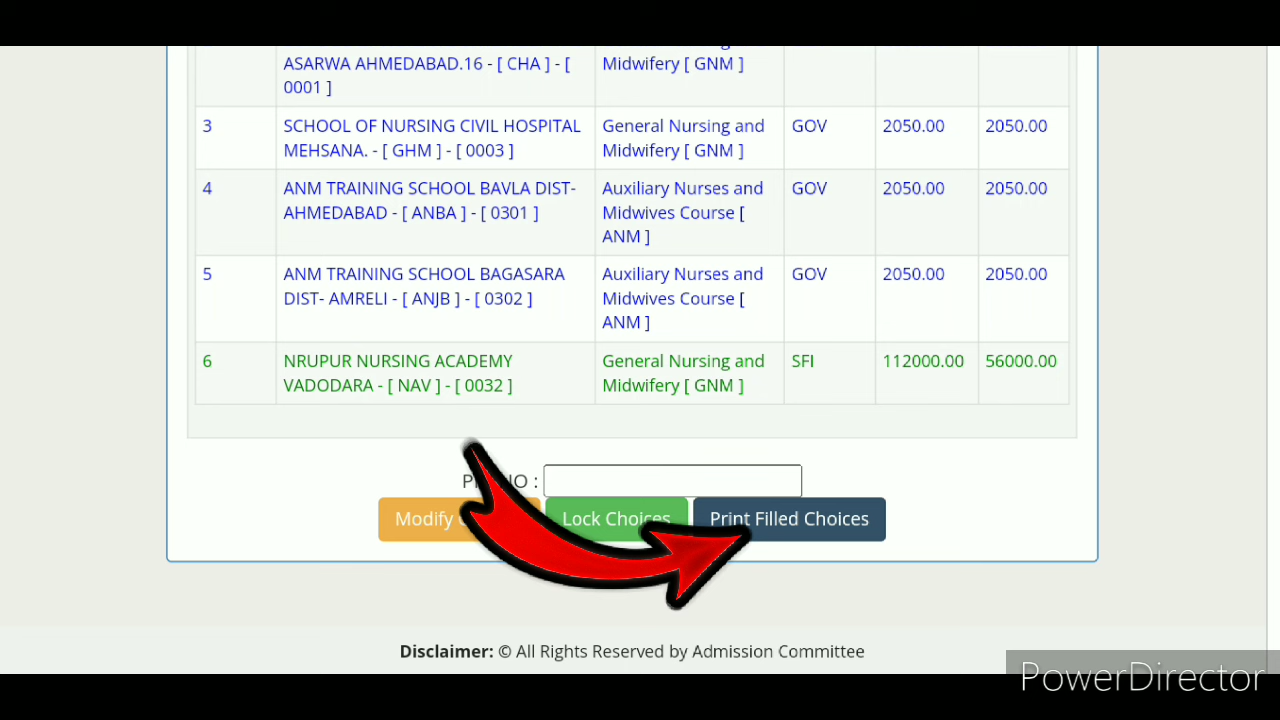 ASARWA AHMEDABAD.16 - [ CHA ] - [
0001 ]
Midwifery [ GNM ]
3
SCHOOL OF NURSING CIVIL HOSPITAL
MEHSANA. - [ GHM ] - [ 0003 ]
General Nursing and
Midwifery [ GNM ]
GOV
2050.00
2050.00
4
ANM TRAINING SCHOOL BAVLA DIST-
AHMEDABAD - [ ANBA ] - [ 0301 ]
Auxiliary Nurses and
Midwives Course [
ANM ]
GOV
2050.00
2050.00
5
ANM TRAINING SCHOOL BAGASARA
DIST- AMRELI - [ ANJB ] - [ 0302 ]
Auxiliary Nurses and
Midwives Course [
ANM ]
GOV
2050.00
2050.00
6
NRUPUR NURSING ACADEMY
VADODARA - [ NAV ] - [ 0032 ]
General Nursing and
Midwifery [ GNM ]
SFI
112000.00
56000.00
NO :
Modify
Lock Choices
Print Filled Choices
Disclaimer: © All Rights Reserved by Admission Committee
PowerDirector